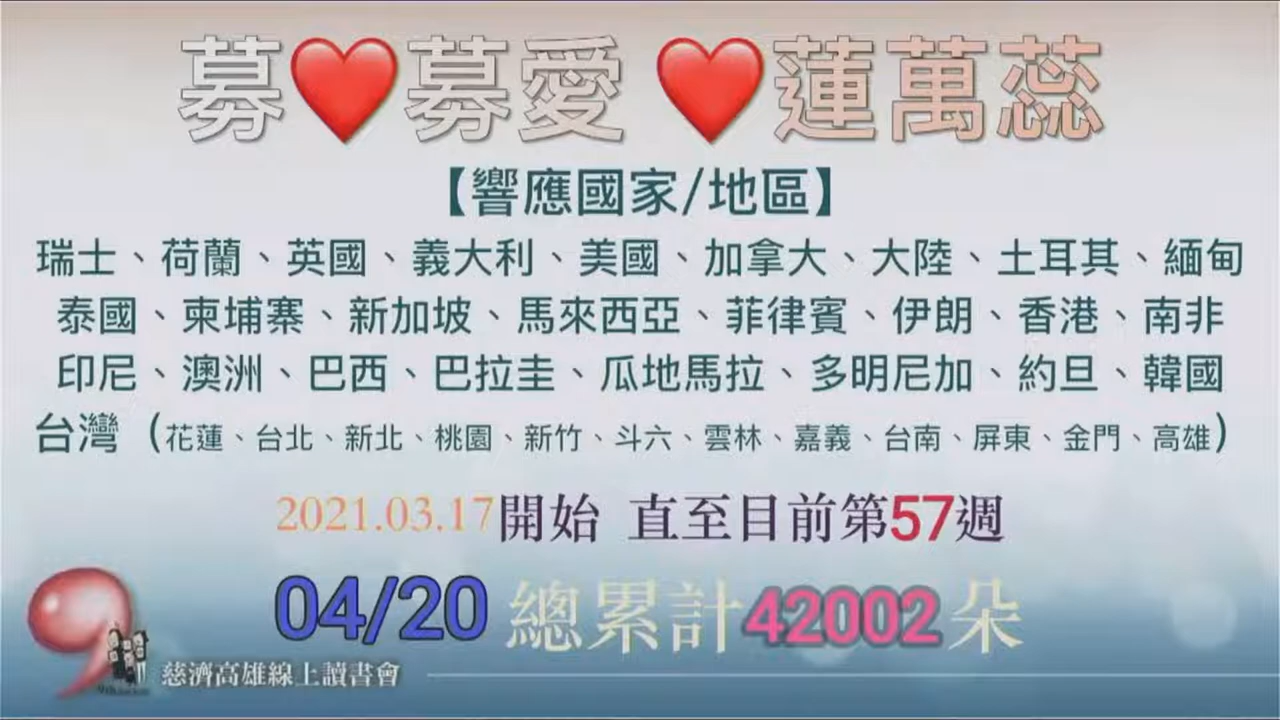 募❤️募愛 ❤️蓮萬蕊
【響應國家/地區】
瑞士、荷蘭、英國、義大利、美國、加拿大、大陸、土耳其、緬甸
泰國、柬埔寨、新加坡、馬來西亞、菲律賓、伊朗、香港、南非
印尼、澳洲、巴西、巴拉圭、瓜地馬拉、多明尼加、約旦、韓國
台灣（花蓮、台北、新北、桃園、新竹、斗六、雲林、嘉義、台南、屏東、金門、高雄）
2021.03.17開始 直至目前第57週
04/20 總累計42002朵
慈濟高雄線上讀書會